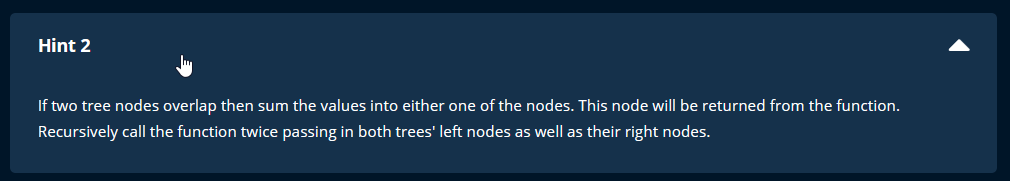 Hint 2
If two tree nodes overlap then sum the values into either one of the nodes. This node will be returned from the function.
Recursively call the function twice passing in both trees' left nodes as well as their right nodes.